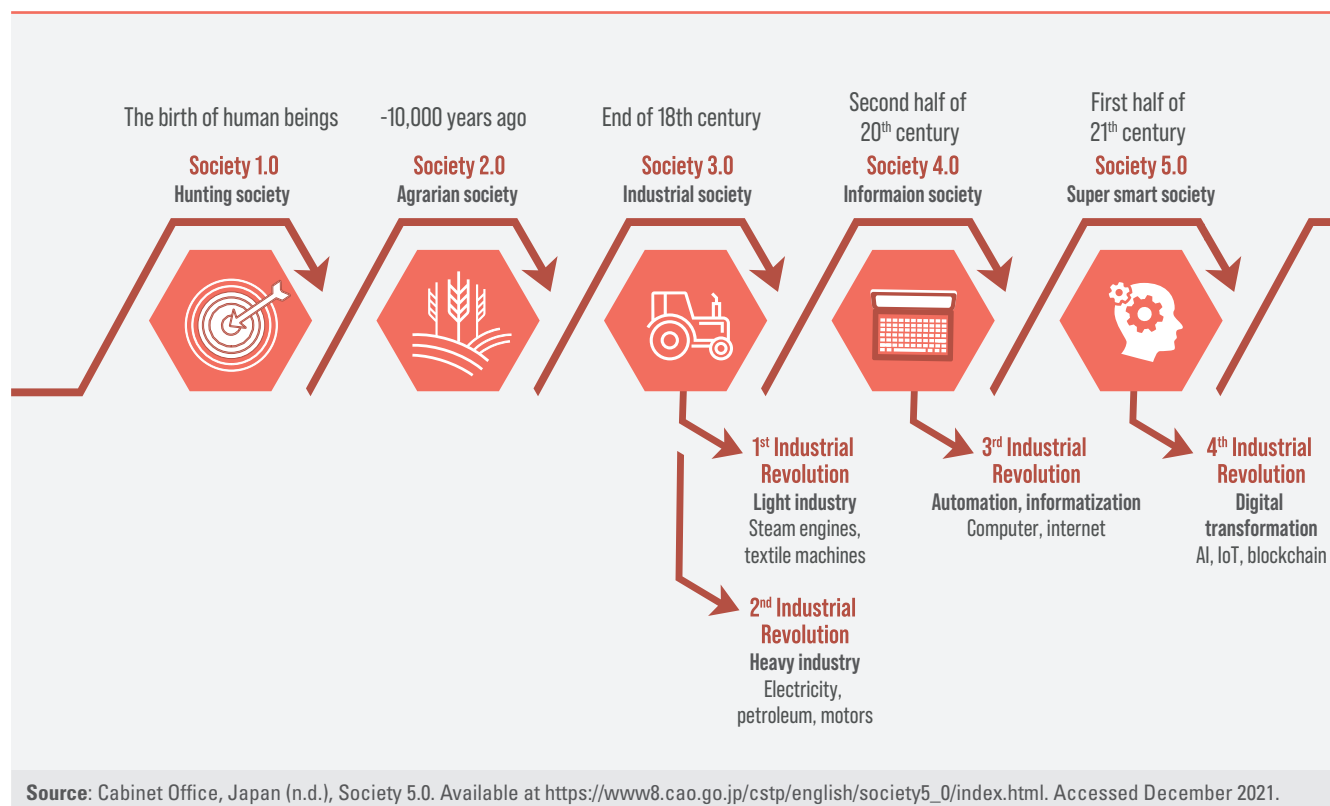 The birth of human beings
Society 1.0
Hunting society
-10,000 years ago
Society 2.0
Agrarian society
End of 18th century
Society 3.0
Industrial society
Second half of
20th century
Society 4.0
Informaion society
First half of
21th century
Society 5.0
Super smart society
1st Industrial
Revolution
Light industry
Steam engines,
textile machines
2nd Industrial
Revolution
Heavy industry
Electricity,
petroleum, motors
3rd Industrial
Revolution
Automation, informatization
Computer, internet
4th Industrial
Revolution
Digital
transformation
AI, IoT, blockchain
Source: Cabinet Office, Japan (n.d.), Society 5.0. Available at https://www8.cao.go.jp/cstp/english/society5_0/index.html. Accessed December 2021.